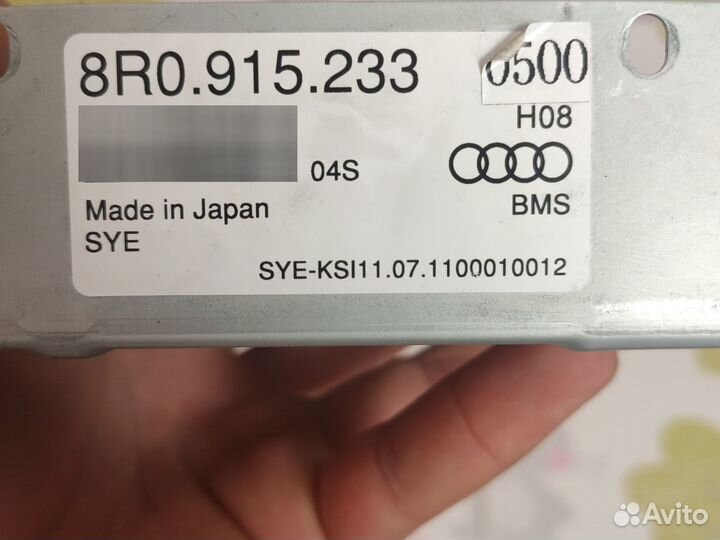 8R0.915.233
0500
H08
04S
BMS
Made in Japan
SYE
SYE-KSI11.07.1100010012
Avito